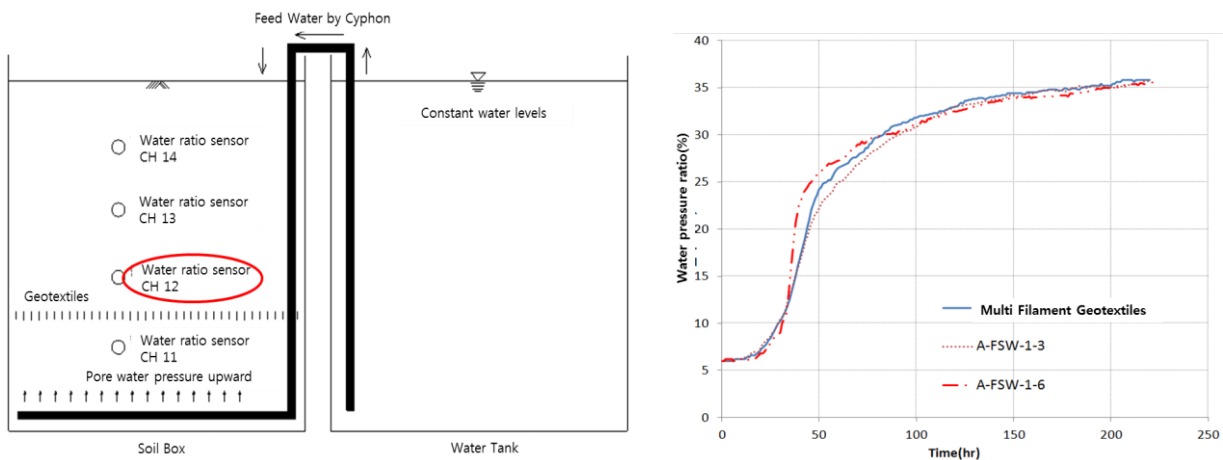 Feed Water by Cyphon
Constant water levels
Water ratio sensor
CH 14
Water ratio sensor
CH 13
Water ratio sensor
CH 12
Geotextiles
Water ratio sensor
CH 11
Pore water pressure upward
Soil Box
Water Tank
Water pressure ratio(%)
40
35
30
25
20
15
10
5
0
Multi Filament Geotextiles
A-FSW-1-3
A-FSW-1-6
0
50
100
150
200
250
Time(hr)